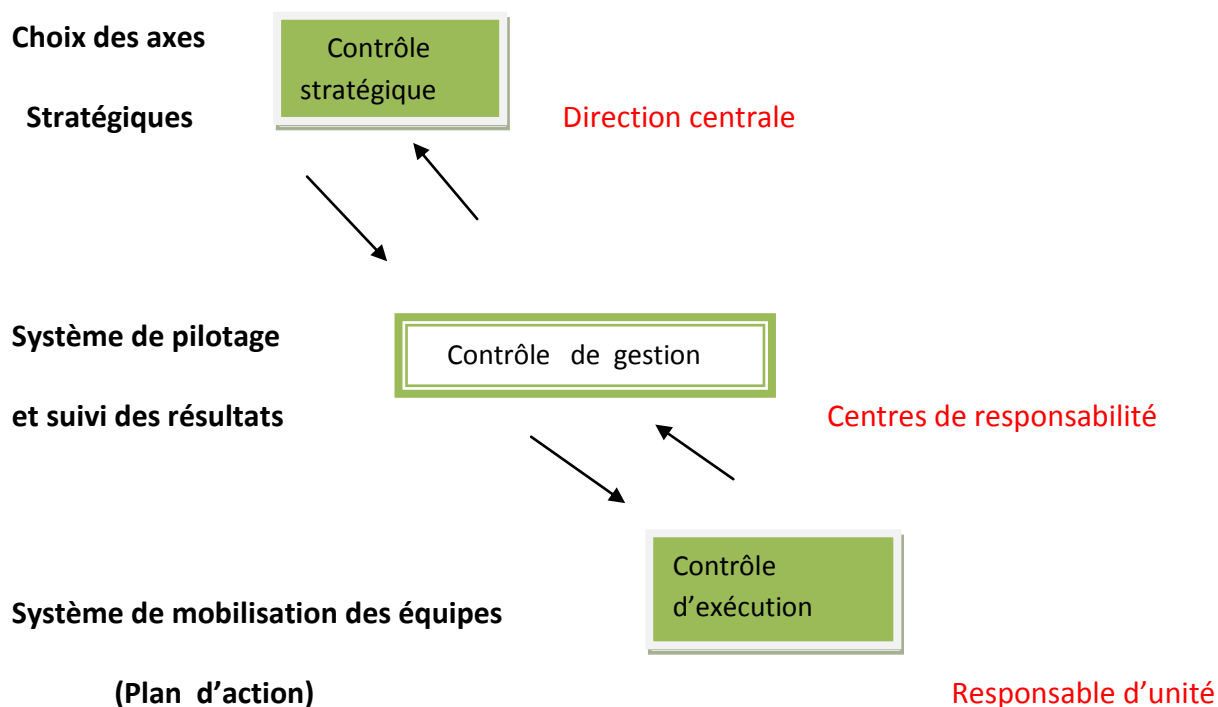 Choix des axes
Contrôle
stratégique
Stratégiques
Direction centrale
Système de pilotage
Contrôle de gestion
et suivi des résultats
Centres de responsabilité
Contrôle
d’exécution
Système de mobilisation des équipes
(Plan d’action)
Responsable d’unité